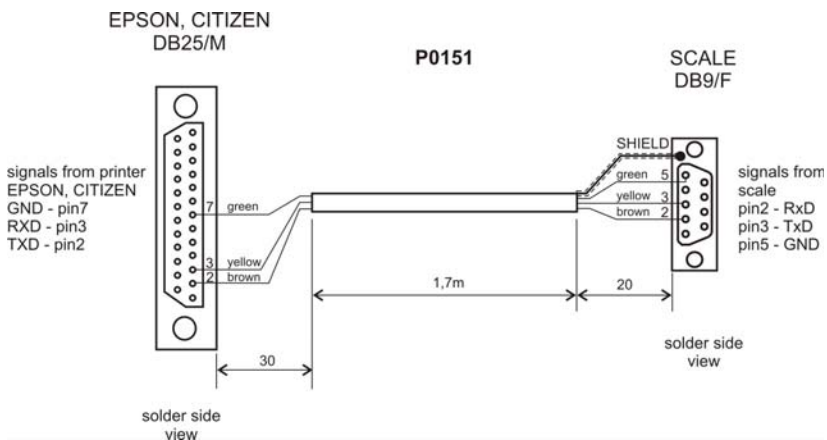 EPSON, CITIZEN
DB25/M
P0151
SCALE
DB9/F
signals from printer
EPSON, CITIZEN
GND - pin7
RXD - pin3
TXD - pin2
7 green
3 yellow
2 brown
SHIELD
green 5
yellow 3
brown 2
signals from
scale
pin2 - RxD
pin3 - TxD
pin5 - GND
1,7m
20
30
solder side
view
solder side
view